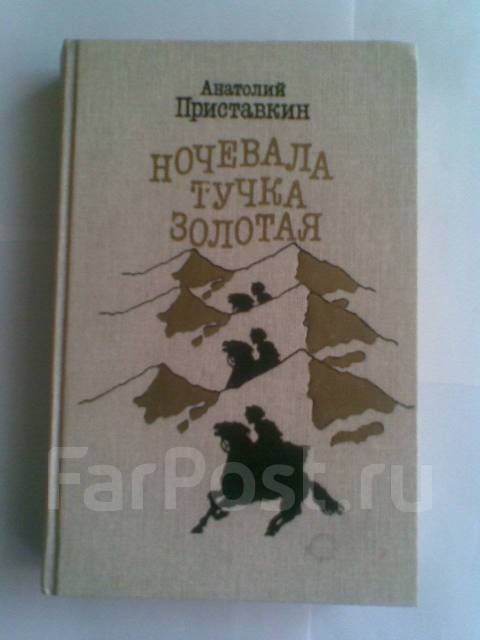 Анатолий
Приставкин
НОЧЕВАЛА
ТУЧКА
ЗОЛОТАЯ
FarPost.ru